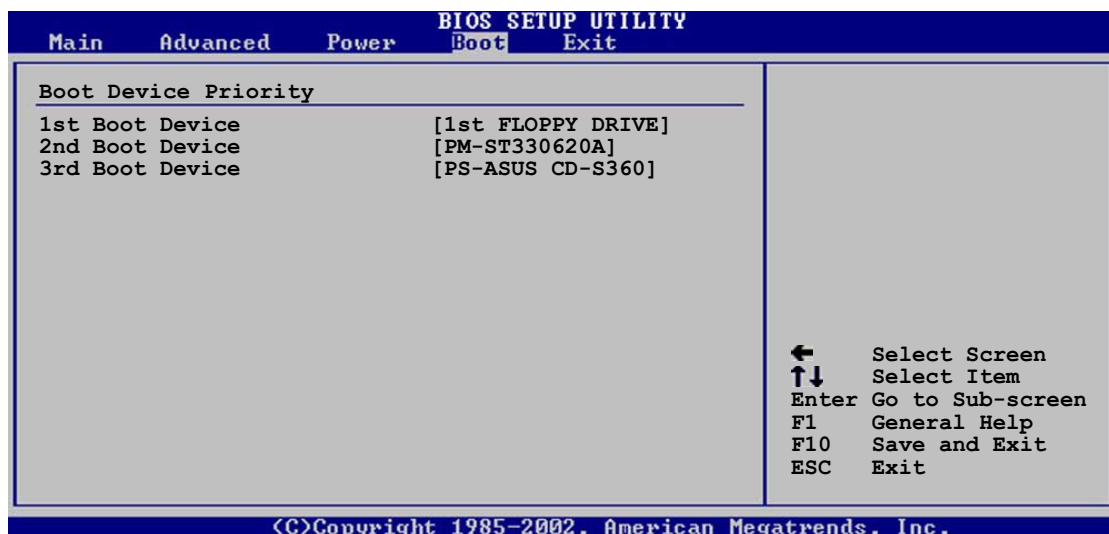 BIOS SETUP UTILITY
Main Advanced Power Boot Exit
Boot Device Priority
1st Boot Device [1st FLOPPY DRIVE]
2nd Boot Device [PM-ST330620A]
3rd Boot Device [PS-ASUS CD-S360]
← Select Screen
↑↓ Select Item
Enter Go to Sub-screen
F1 General Help
F10 Save and Exit
ESC Exit
(C)Copyright 1985-2002, American Megatrends, Inc.